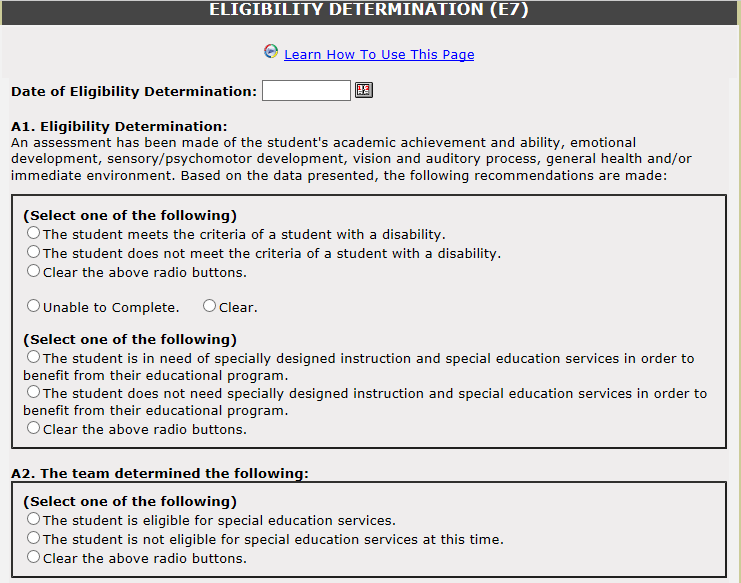 ELIGIBILITY DETERMINATION (E7)
Learn How To Use This Page
Date of Eligibility Determination:
A1. Eligibility Determination:
An assessment has been made of the student's academic achievement and ability, emotional
development, sensory/psychomotor development, vision and auditory process, general health and/or
immediate environment. Based on the data presented, the following recommendations are made:
(Select one of the following)
The student meets the criteria of a student with a disability.
The student does not meet the criteria of a student with a disability.
Clear the above radio buttons.
Unable to Complete. Clear.
(Select one of the following)
The student is in need of specially designed instruction and special education services in order to
benefit from their educational program.
The student does not need specially designed instruction and special education services in order to
benefit from their educational program.
Clear the above radio buttons.
A2. The team determined the following:
(Select one of the following)
The student is eligible for special education services.
The student is not eligible for special education services at this time.
Clear the above radio buttons.